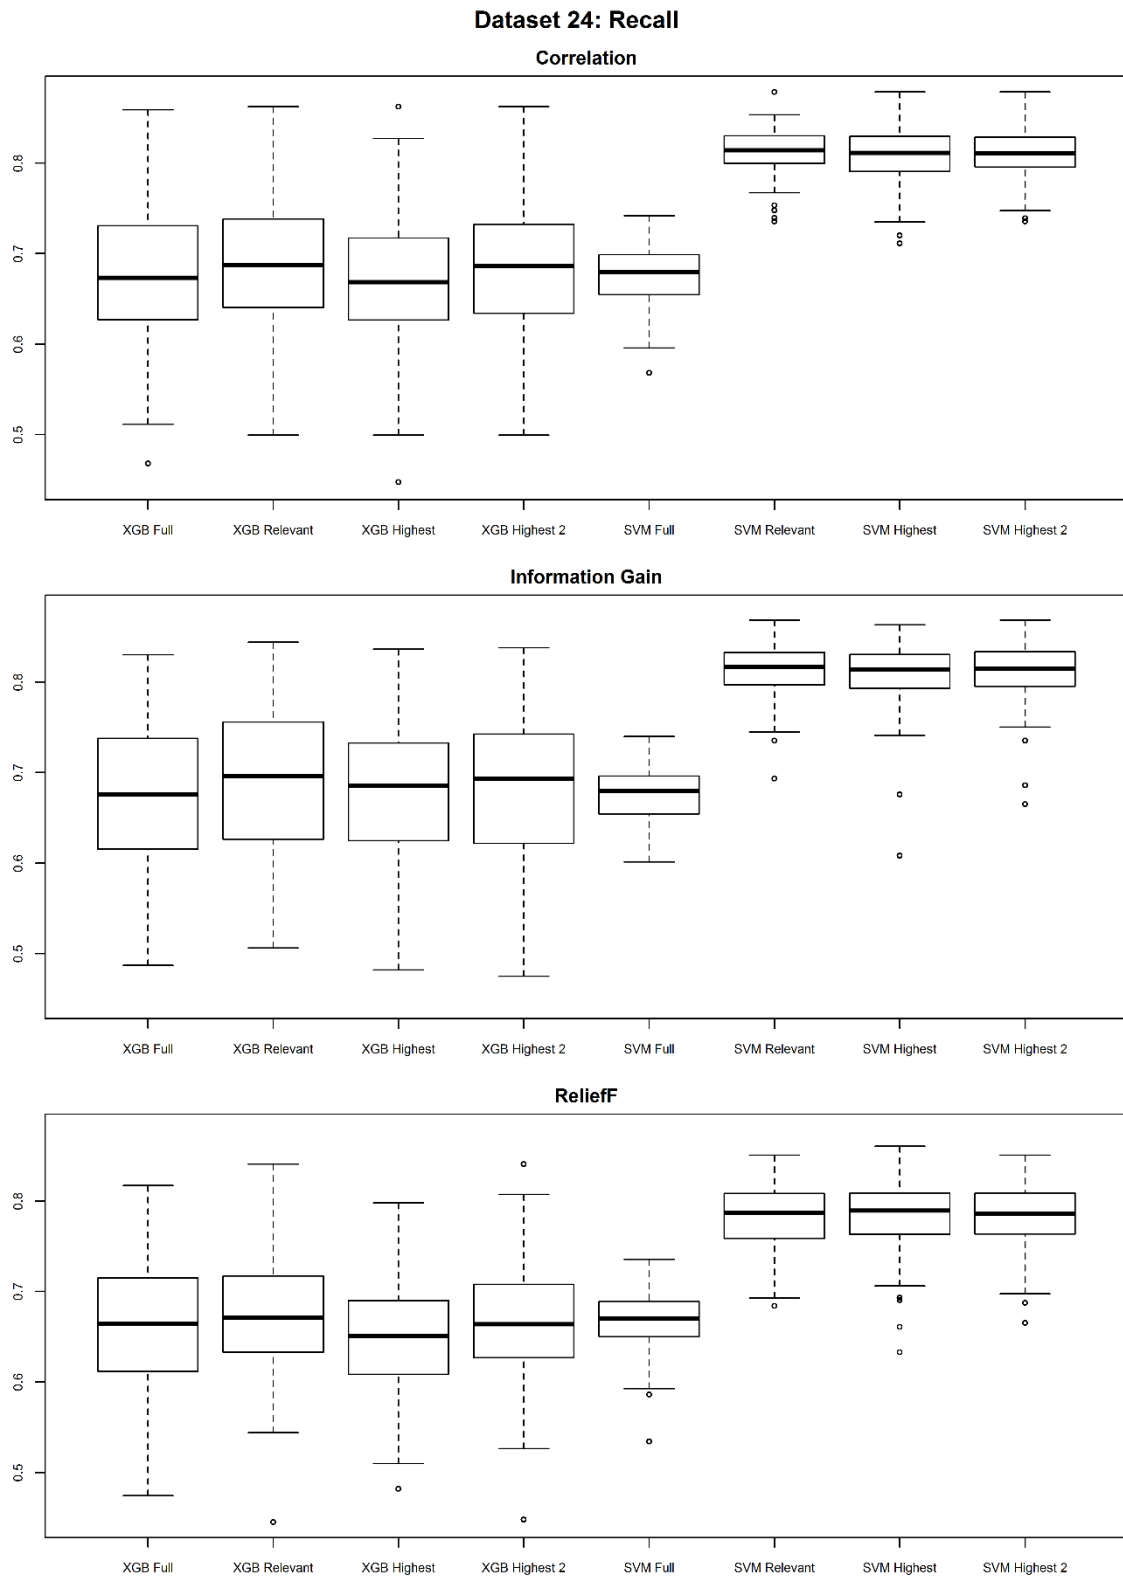 Dataset 24: Recall
Correlation
0.8
0.7
0.6
0.5
XGB Full XGB Relevant XGB Highest XGB Highest 2 SVM Full SVM Relevant SVM Highest SVM Highest 2
Information Gain
0.8
0.7
0.6
0.5
XGB Full XGB Relevant XGB Highest XGB Highest 2 SVM Full SVM Relevant SVM Highest SVM Highest 2
ReliefF
0.8
0.7
0.6
0.5
XGB Full XGB Relevant XGB Highest XGB Highest 2 SVM Full SVM Relevant SVM Highest SVM Highest 2